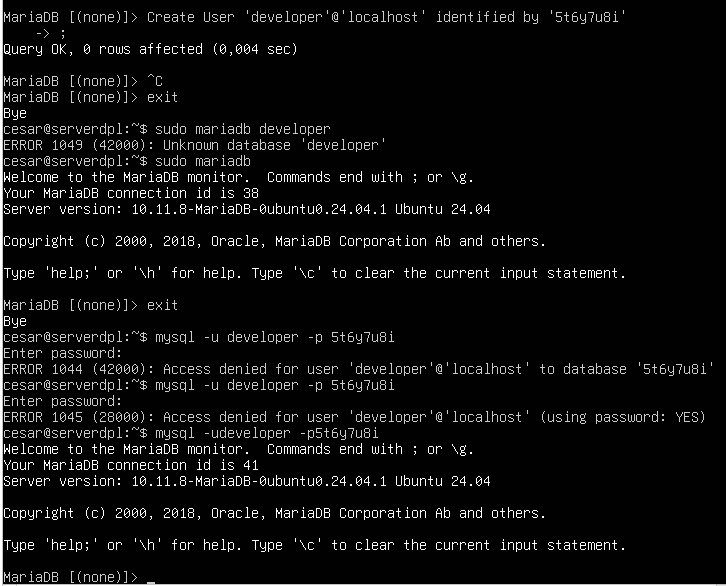 MariaDB [(none)]> Create User 'developer'@'localhost' identified by '5t6y7u8i'
    -> ;
Query OK, 0 rows affected (0,004 sec)
MariaDB [(none)]> ^C
MariaDB [(none)]> exit
Bye
cesar@serverdpl:~$ sudo mariadb developer
ERROR 1049 (42000): Unknown database 'developer'
cesar@serverdpl:~$ sudo mariadb
Welcome to the MariaDB monitor.  Commands end with ; or \g.
Your MariaDB connection id is 38
Server version: 10.11.8-MariaDB-0ubuntu0.24.04.1 Ubuntu 24.04
Copyright (c) 2000, 2018, Oracle, MariaDB Corporation Ab and others.
Type 'help;' or '\h' for help. Type '\c' to clear the current input statement.
MariaDB [(none)]> exit
Bye
cesar@serverdpl:~$ mysql -u developer -p 5t6y7u8i
Enter password:
ERROR 1044 (42000): Access denied for user 'developer'@'localhost' to database '5t6y7u8i'
cesar@serverdpl:~$ mysql -u developer -p 5t6y7u8i
Enter password:
ERROR 1045 (28000): Access denied for user 'developer'@'localhost' (using password: YES)
cesar@serverdpl:~$ mysql -udeveloper -p5t6y7u8i
Welcome to the MariaDB monitor.  Commands end with ; or \g.
Your MariaDB connection id is 41
Server version: 10.11.8-MariaDB-0ubuntu0.24.04.1 Ubuntu 24.04
Copyright (c) 2000, 2018, Oracle, MariaDB Corporation Ab and others.
Type 'help;' or '\h' for help. Type '\c' to clear the current input statement.
MariaDB [(none)]> _